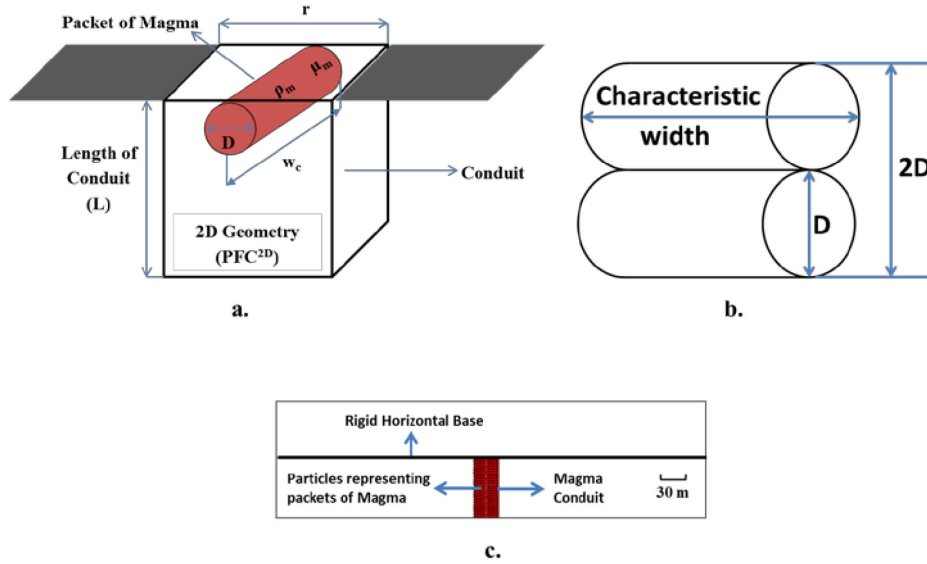 r
Packet of Magma
μm
ρm
D
wc
Length of
Conduit
(L)
Conduit
2D Geometry
(PFC2D)
a.
Characteristic
width
2D
D
b.
Rigid Horizontal Base
Particles representing
packets of Magma
Magma
Conduit
30 m
c.